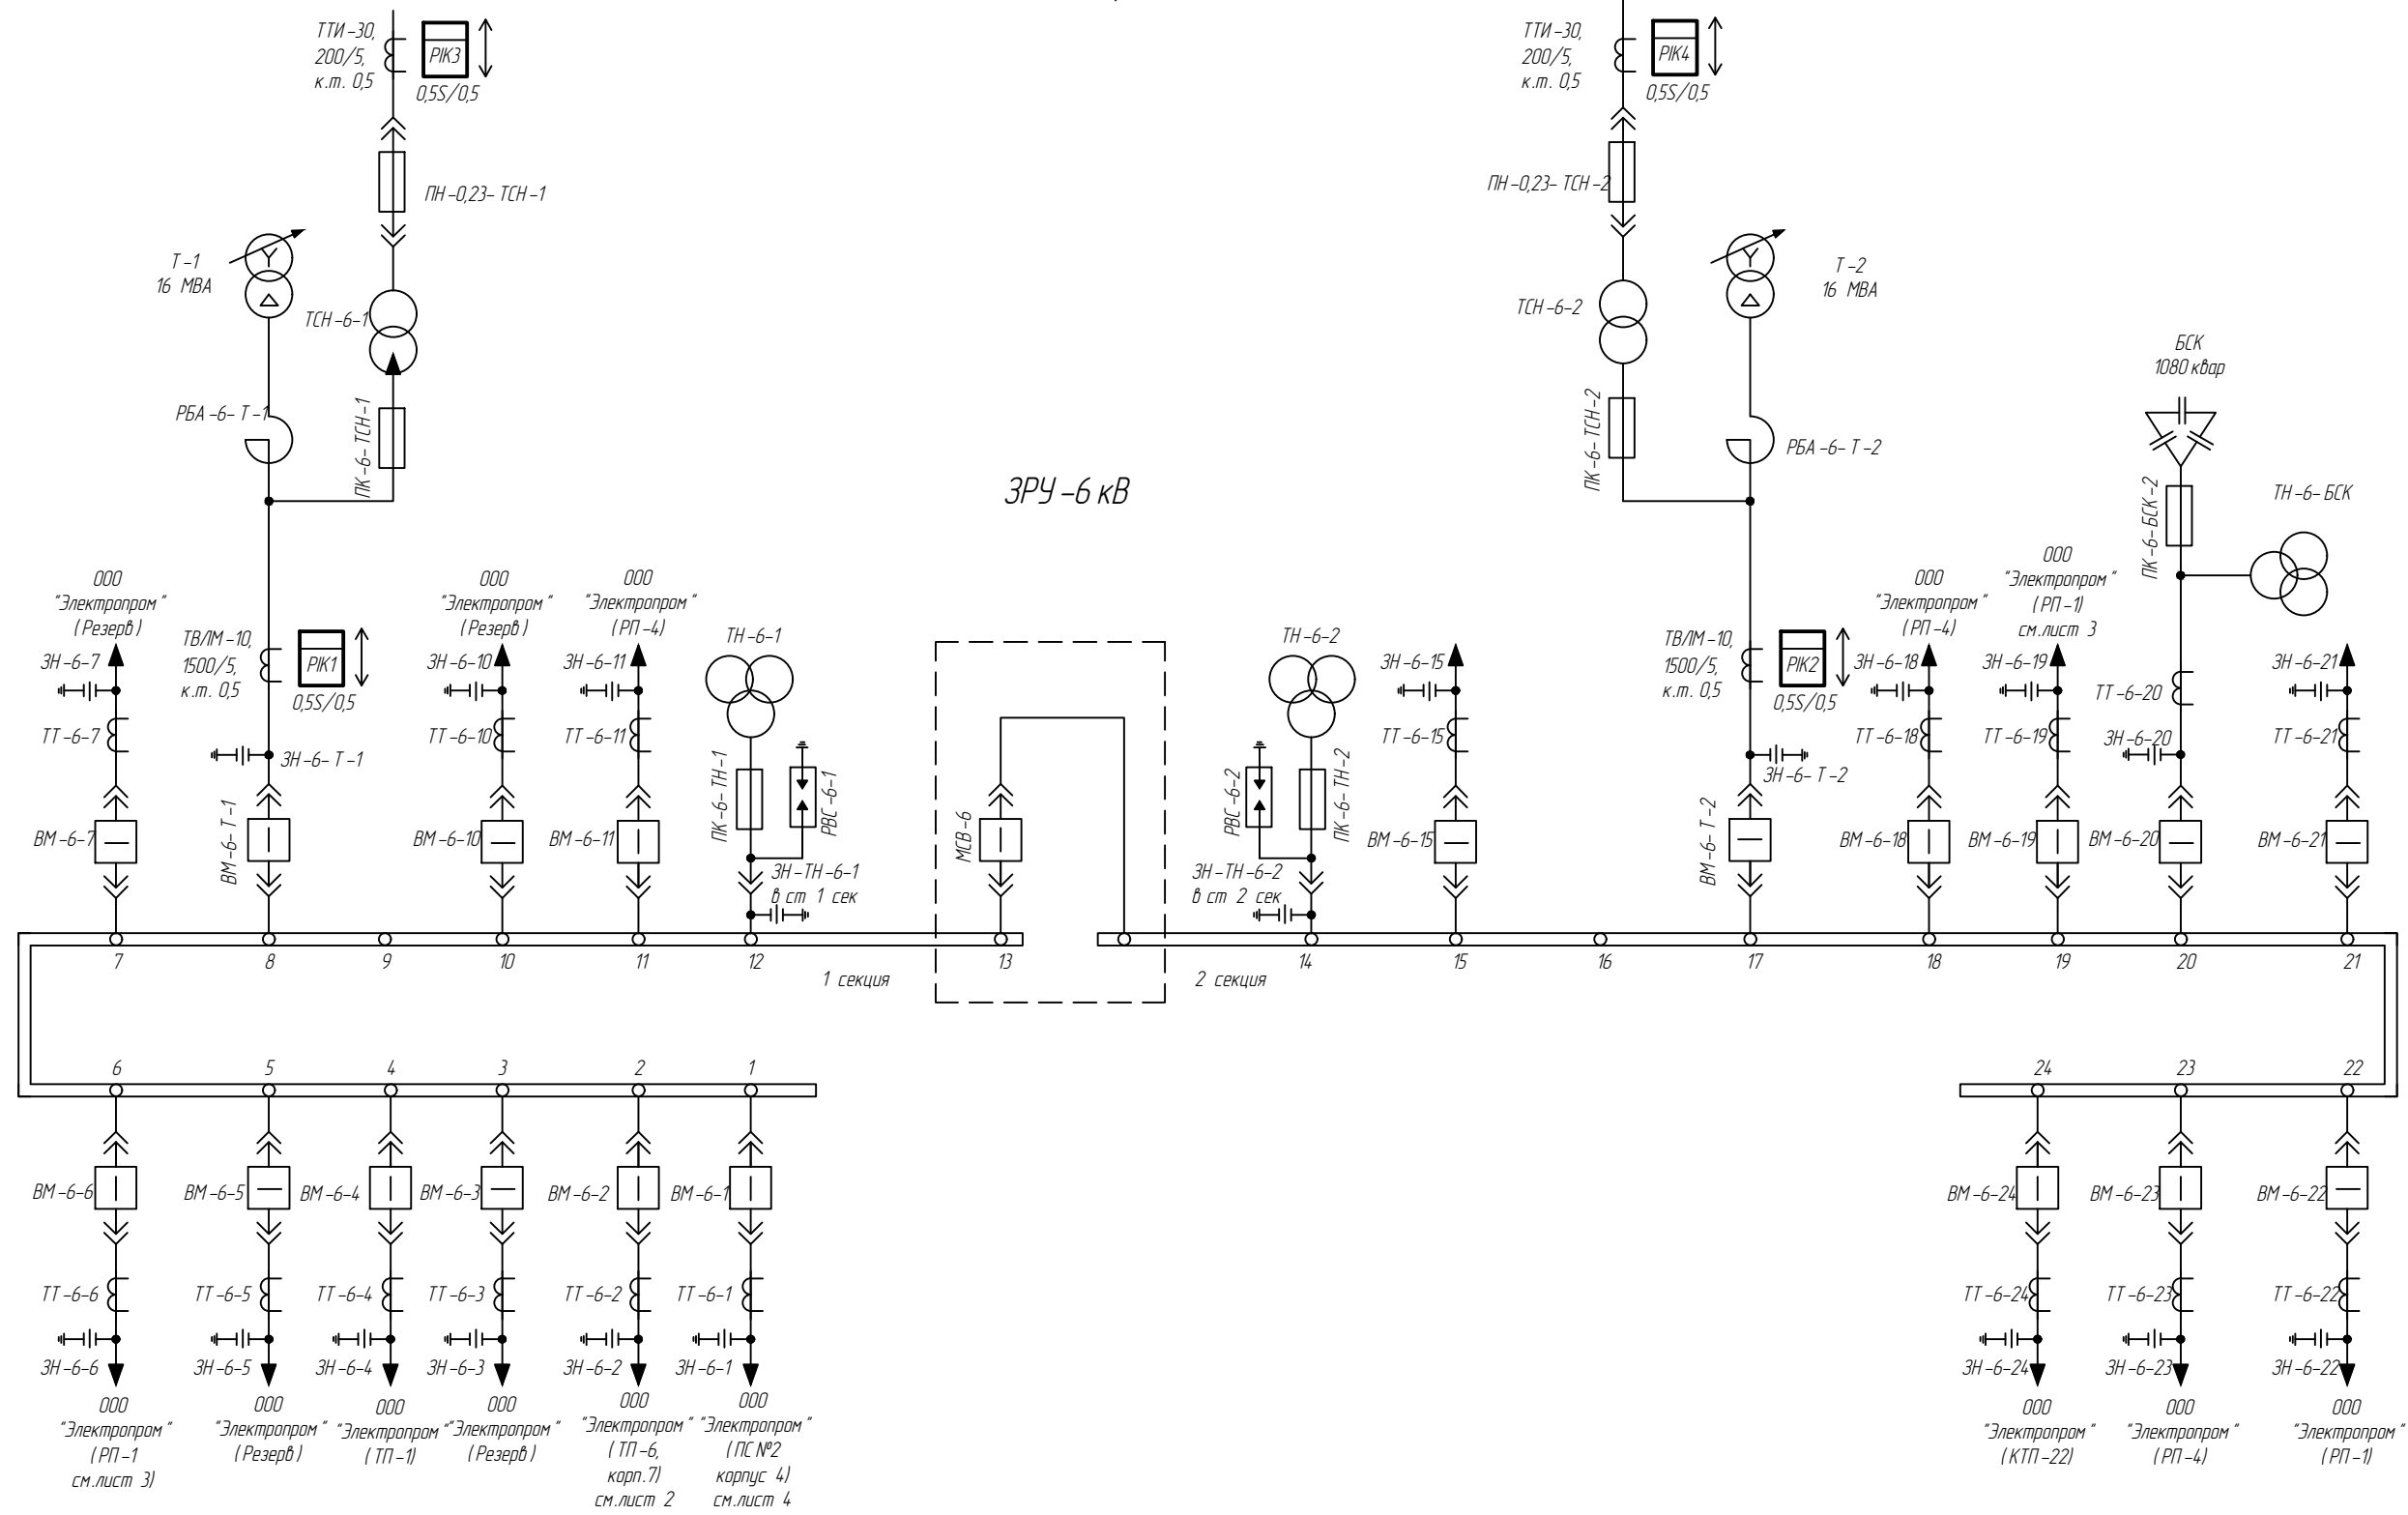 ТТИ-30,
200/5,
к.т. 0,5
PIK3
0,5S/0,5
ТТИ-30,
200/5,
к.т. 0,5
PIK4
0,5S/0,5
ПН-0,23-ТСН-1
ПН-0,23-ТСН-2
Т-1
16 МВА
ТСН-6-1
ТСН-6-2
Т-2
16 МВА
БСК
1080 квар
РБА-6-Т-1
ПК-6-ТСН-1
ПК-6-ТСН-2
РБА-6-Т-2
ЗРУ-6 кВ
ПК-6-БСК-2
ТН-6-БСК
ООО
"Электропром"
(Резерв)
ЗН-6-7
ТТ-6-7
ВМ-6-7
ТВЛМ-10,
1500/5,
к.т. 0,5
PIK1
0,5S/0,5
ЗН-6-Т-1
ВМ-6-Т-1
ООО
"Электропром"
(Резерв)
ЗН-6-10
ТТ-6-10
ВМ-6-10
ООО
"Электропром"
(РП-4)
ЗН-6-11
ТТ-6-11
ВМ-6-11
ТН-6-1
ПК-6-ТН-1
РВС-6-1
ЗН-ТН-6-1
в ст 1 сек
МСВ-6
ТН-6-2
РВС-6-2
ПК-6-ТН-2
ЗН-ТН-6-2
в ст 2 сек
ЗН-6-15
ТТ-6-15
ВМ-6-15
ТВЛМ-10,
1500/5,
к.т. 0,5
PIK2
0,5S/0,5
ЗН-6-Т-2
ВМ-6-Т-2
ООО
"Электропром"
(РП-4)
ЗН-6-18
ТТ-6-18
ВМ-6-18
ООО
"Электропром"
(РП-1)
см.лист 3
ЗН-6-19
ТТ-6-19
ВМ-6-19
ТТ-6-20
ЗН-6-20
ВМ-6-20
ЗН-6-21
ТТ-6-21
ВМ-6-21
7 8 9 10 11 12 13 14 15 16 17 18 19 20 21
1 секция
2 секция
6 5 4 3 2 1 24 23 22
ВМ-6-6
ТТ-6-6
ЗН-6-6
ООО
"Электропром"
(РП-1
см.лист 3)
ВМ-6-5
ТТ-6-5
ЗН-6-5
ООО
"Электропром"
(Резерв)
ВМ-6-4
ТТ-6-4
ЗН-6-4
ООО
"Электропром"
(ТП-1)
ВМ-6-3
ТТ-6-3
ЗН-6-3
ООО
"Электропром"
(Резерв)
ВМ-6-2
ТТ-6-2
ЗН-6-2
ООО
"Электропром"
(ТП-6,
корп.7)
см.лист 2
ВМ-6-1
ТТ-6-1
ЗН-6-1
ООО
"Электропром"
(ПС №2
корпус 4)
см.лист 4
ВМ-6-24
ТТ-6-24
ЗН-6-24
ООО
"Электропром"
(КТП-22)
ВМ-6-23
ТТ-6-23
ЗН-6-23
ООО
"Электропром"
(РП-4)
ВМ-6-22
ТТ-6-22
ЗН-6-22
ООО
"Электропром"
(РП-1)